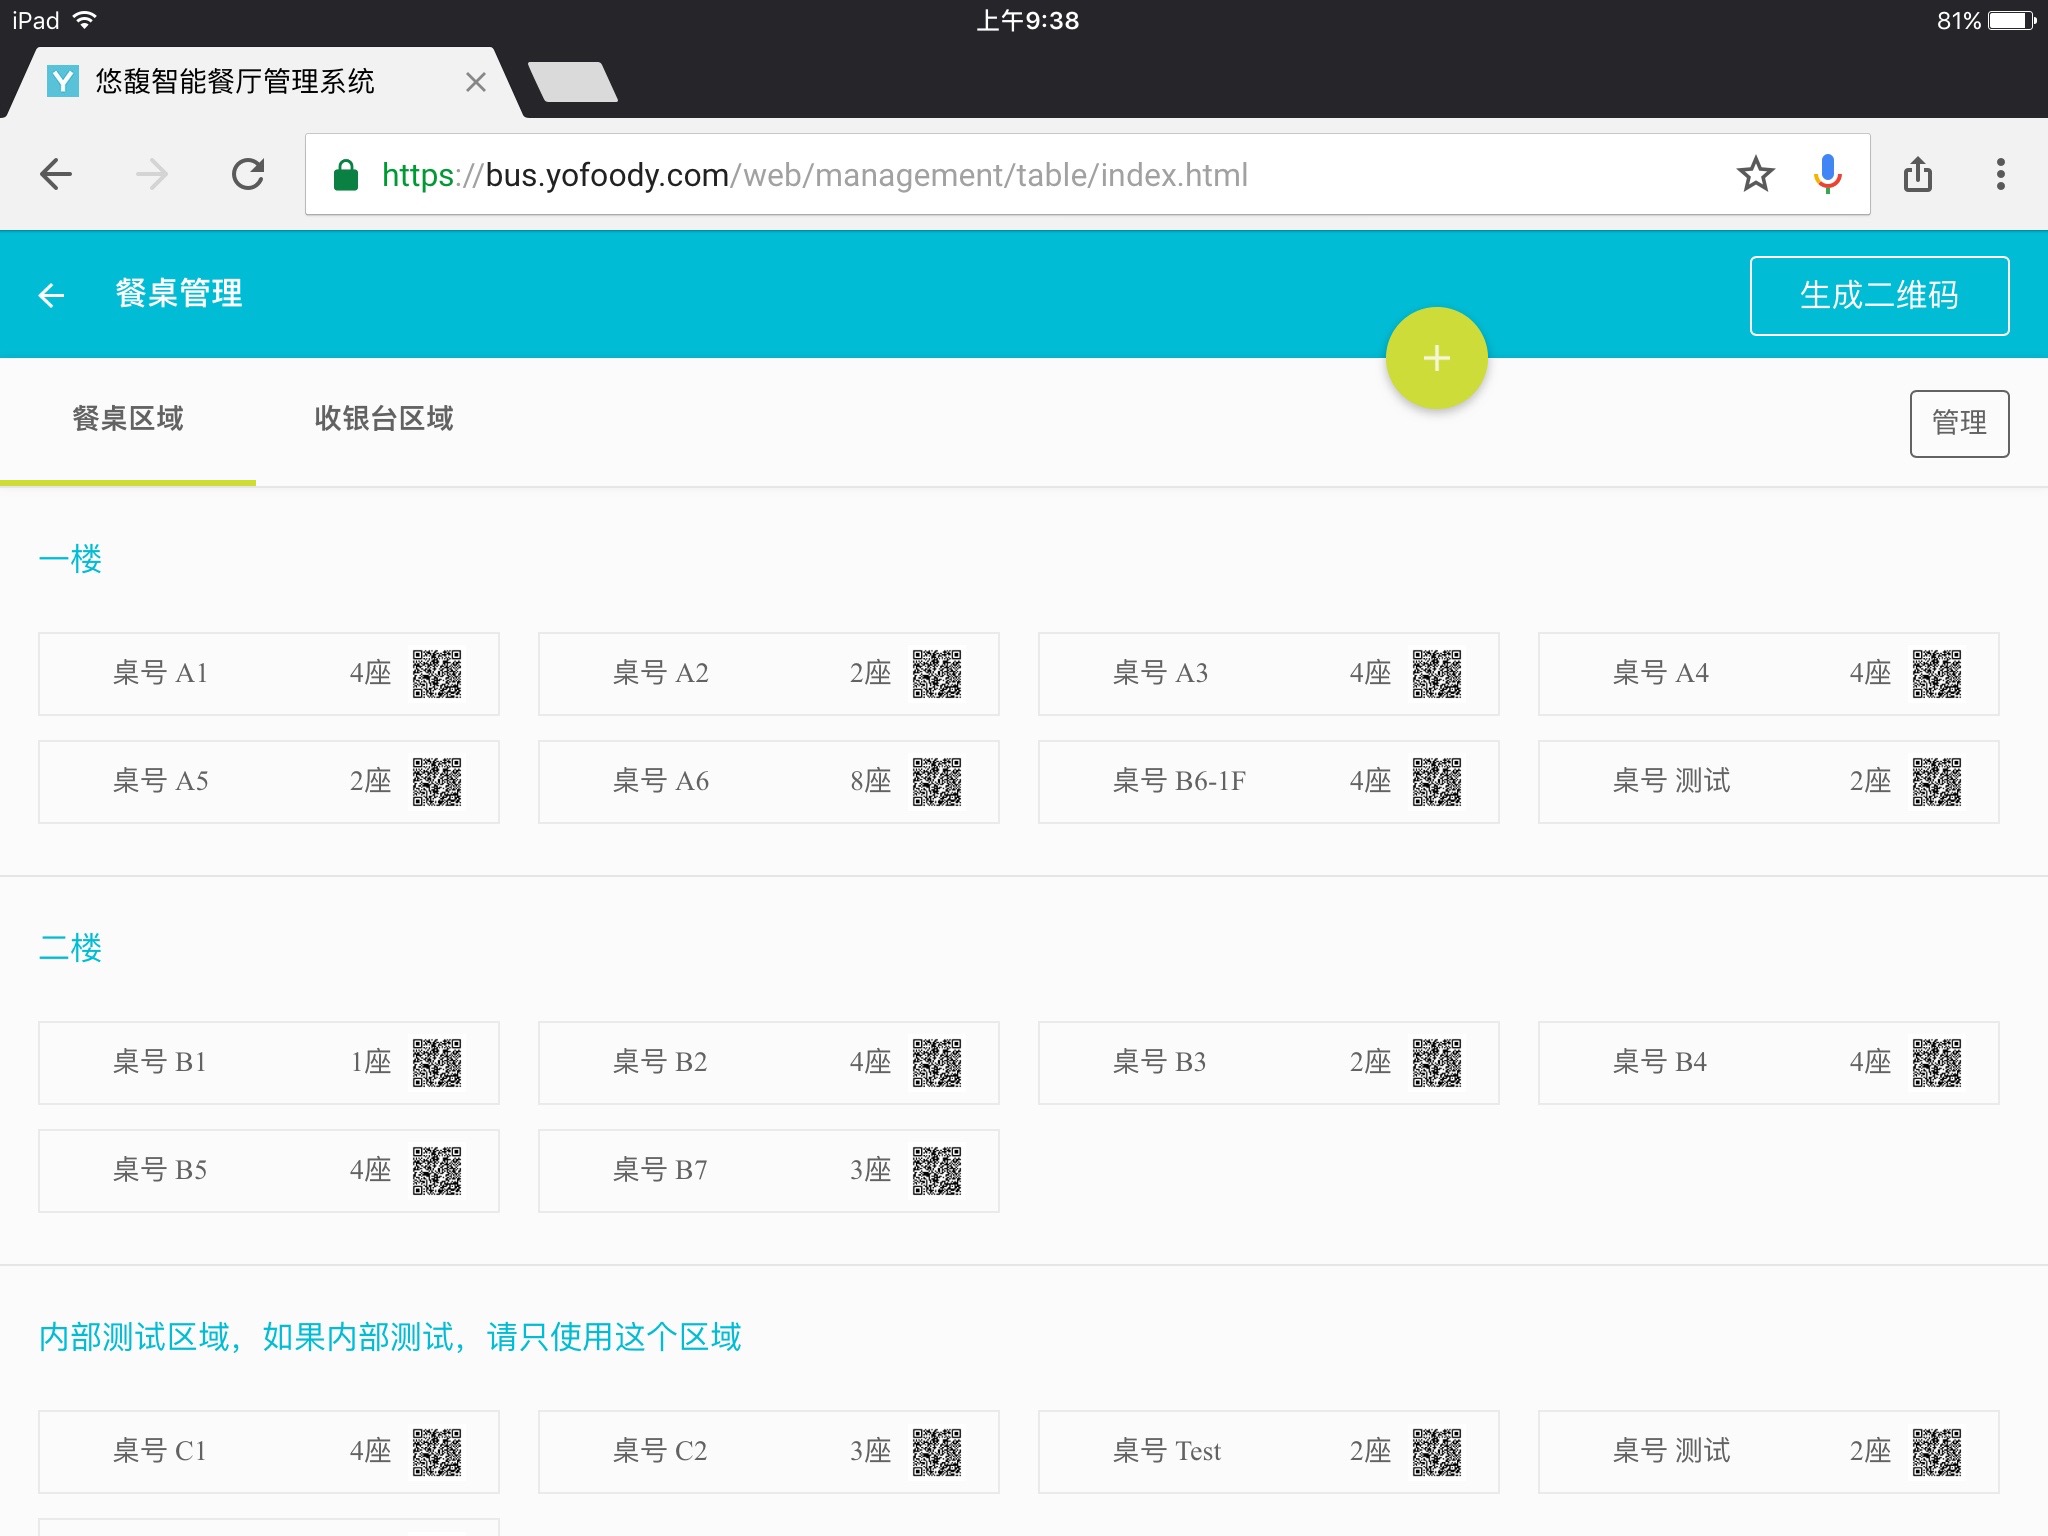 iPad 上午9:38 81%
悠馥智能餐厅管理系统
https://bus.yofoody.com/web/management/table/index.html
餐桌管理 生成二维码
+
餐桌区域 收银台区域 管理
一楼
桌号 A1 4座 桌号 A2 2座 桌号 A3 4座 桌号 A4 4座
桌号 A5 2座 桌号 A6 8座 桌号 B6-1F 4座 桌号 测试 2座
二楼
桌号 B1 1座 桌号 B2 4座 桌号 B3 2座 桌号 B4 4座
桌号 B5 4座 桌号 B7 3座
内部测试区域，如果内部测试，请只使用这个区域
桌号 C1 4座 桌号 C2 3座 桌号 Test 2座 桌号 测试 2座